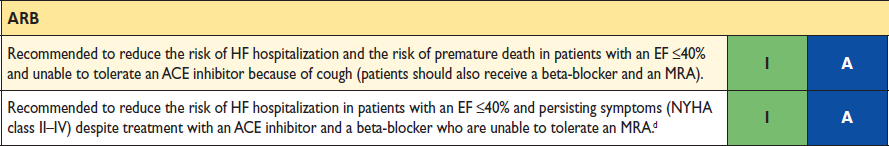 ARB
Recommended to reduce the risk of HF hospitalization and the risk of premature death in patients with an EF ≤40%
and unable to tolerate an ACE inhibitor because of cough (patients should also receive a beta-blocker and an MRA).
I
A
Recommended to reduce the risk of HF hospitalization in patients with an EF ≤40% and persisting symptoms (NYHA
class II–IV) despite treatment with an ACE inhibitor and a beta-blocker who are unable to tolerate an MRA.ᵈ
I
A